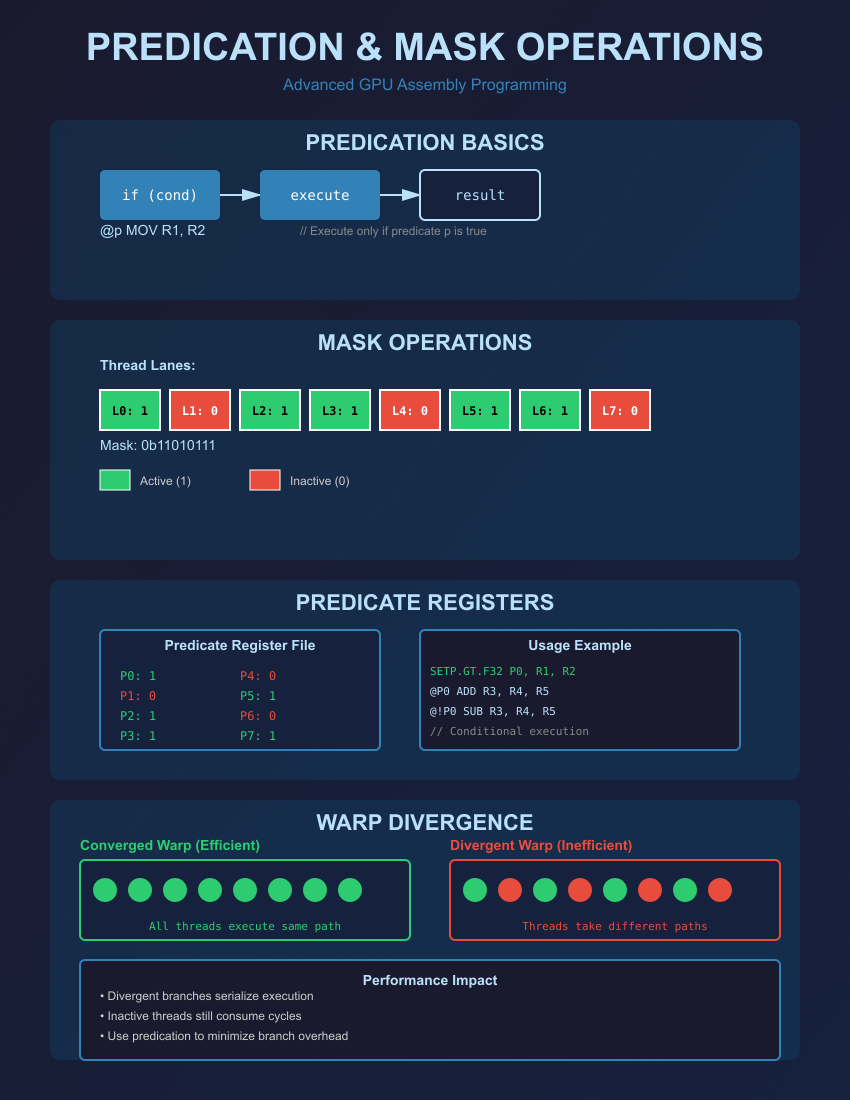 PREDICATION & MASK OPERATIONS
Advanced GPU Assembly Programming
PREDICATION BASICS
if (cond)
execute
result
@p MOV R1, R2
// Execute only if predicate p is true
MASK OPERATIONS
Thread Lanes:
L0: 1
L1: 0
L2: 1
L3: 1
L4: 0
L5: 1
L6: 1
L7: 0
Mask: 0b11010111
Active (1)
Inactive (0)
PREDICATE REGISTERS
Predicate Register File
P0: 1
P1: 0
P2: 1
P3: 1
P4: 0
P5: 1
P6: 0
P7: 1
Usage Example
SETP.GT.F32 P0, R1, R2
@P0 ADD R3, R4, R5
@!P0 SUB R3, R4, R5
// Conditional execution
WARP DIVERGENCE
Converged Warp (Efficient)
All threads execute same path
Divergent Warp (Inefficient)
Threads take different paths
Performance Impact
• Divergent branches serialize execution
• Inactive threads still consume cycles
• Use predication to minimize branch overhead